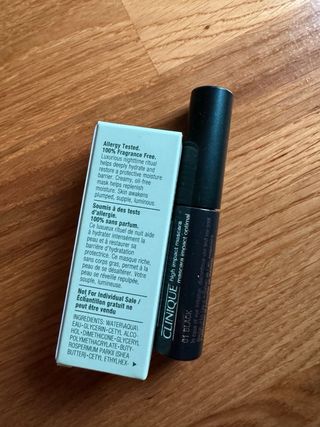 Allergy Tested.
100% Fragrance Free.
Luxurious nighttime ritual
helps deeply hydrate and
restore a protective moisture
barrier. Creamy, oil-free
mask helps replenish
moisture. Skin awakens
plumped, supple, luminous.
Soumis à des tests
d'allergie.
100% sans parfum.
Ce luxueux rituel de nuit aide
à hydrater intensément la
peau et à restaurer sa
barrière d'hydratation
protectrice. Ce masque riche,
sans corps gras, permet à la
peau de se désaltérer. Votre
peau se réveille repulpée,
souple, lumineuse.
Not For Individual Sale /
Échantillon gratuit ne
peut être vendu
INGREDIENTS: WATER\AQUA\
EAU • GLYCERIN • CETYL ALCO-
HOL • DIMETHICONE • GLYCERYL
POLYMETHACRYLATE • BUTY-
ROSPERMUM PARKII (SHEA
BUTTER) • CETYL ETHYLHEX-
CLINIQUE
high impact mascara
mascara impact optimal
01 BLACK